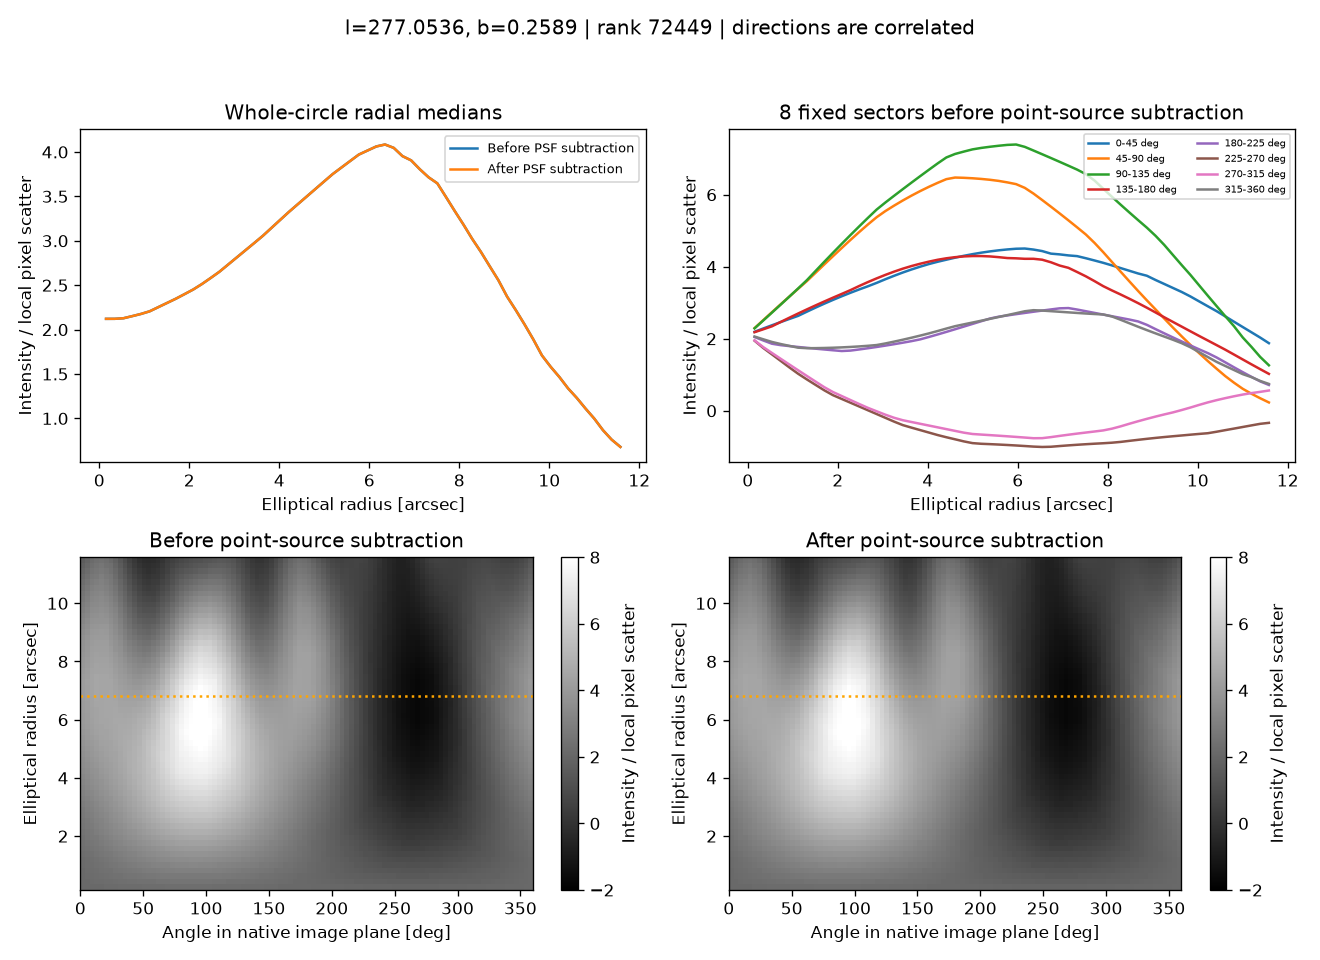 l=277.0536, b=0.2589 | rank 72449 | directions are correlated
Whole-circle radial medians
4.0
3.5
3.0
2.5
2.0
1.5
1.0
Intensity / local pixel scatter
Before PSF subtraction
After PSF subtraction
0 2 4 6 8 10 12
Elliptical radius [arcsec]
8 fixed sectors before point-source subtraction
6
4
2
0
Intensity / local pixel scatter
0-45 deg
45-90 deg
90-135 deg
135-180 deg
180-225 deg
225-270 deg
270-315 deg
315-360 deg
0 2 4 6 8 10 12
Elliptical radius [arcsec]
Before point-source subtraction
10
8
6
4
2
Elliptical radius [arcsec]
0 50 100 150 200 250 300 350
Angle in native image plane [deg]
8
6
4
2
0
−2
Intensity / local pixel scatter
After point-source subtraction
10
8
6
4
2
Elliptical radius [arcsec]
0 50 100 150 200 250 300 350
Angle in native image plane [deg]
8
6
4
2
0
−2
Intensity / local pixel scatter